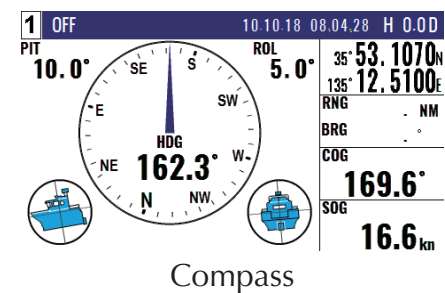 1 OFF 10.10.18 08.04.28 H 0.0D
PIT
10.0°
ROL
5.0°
SE S
E SW
HDG
162.3°
NE W
N NW
35°53.1070N
135°12.5100E
RNG . NM
BRG . °
COG
169.6°
SOG
16.6kn
Compass